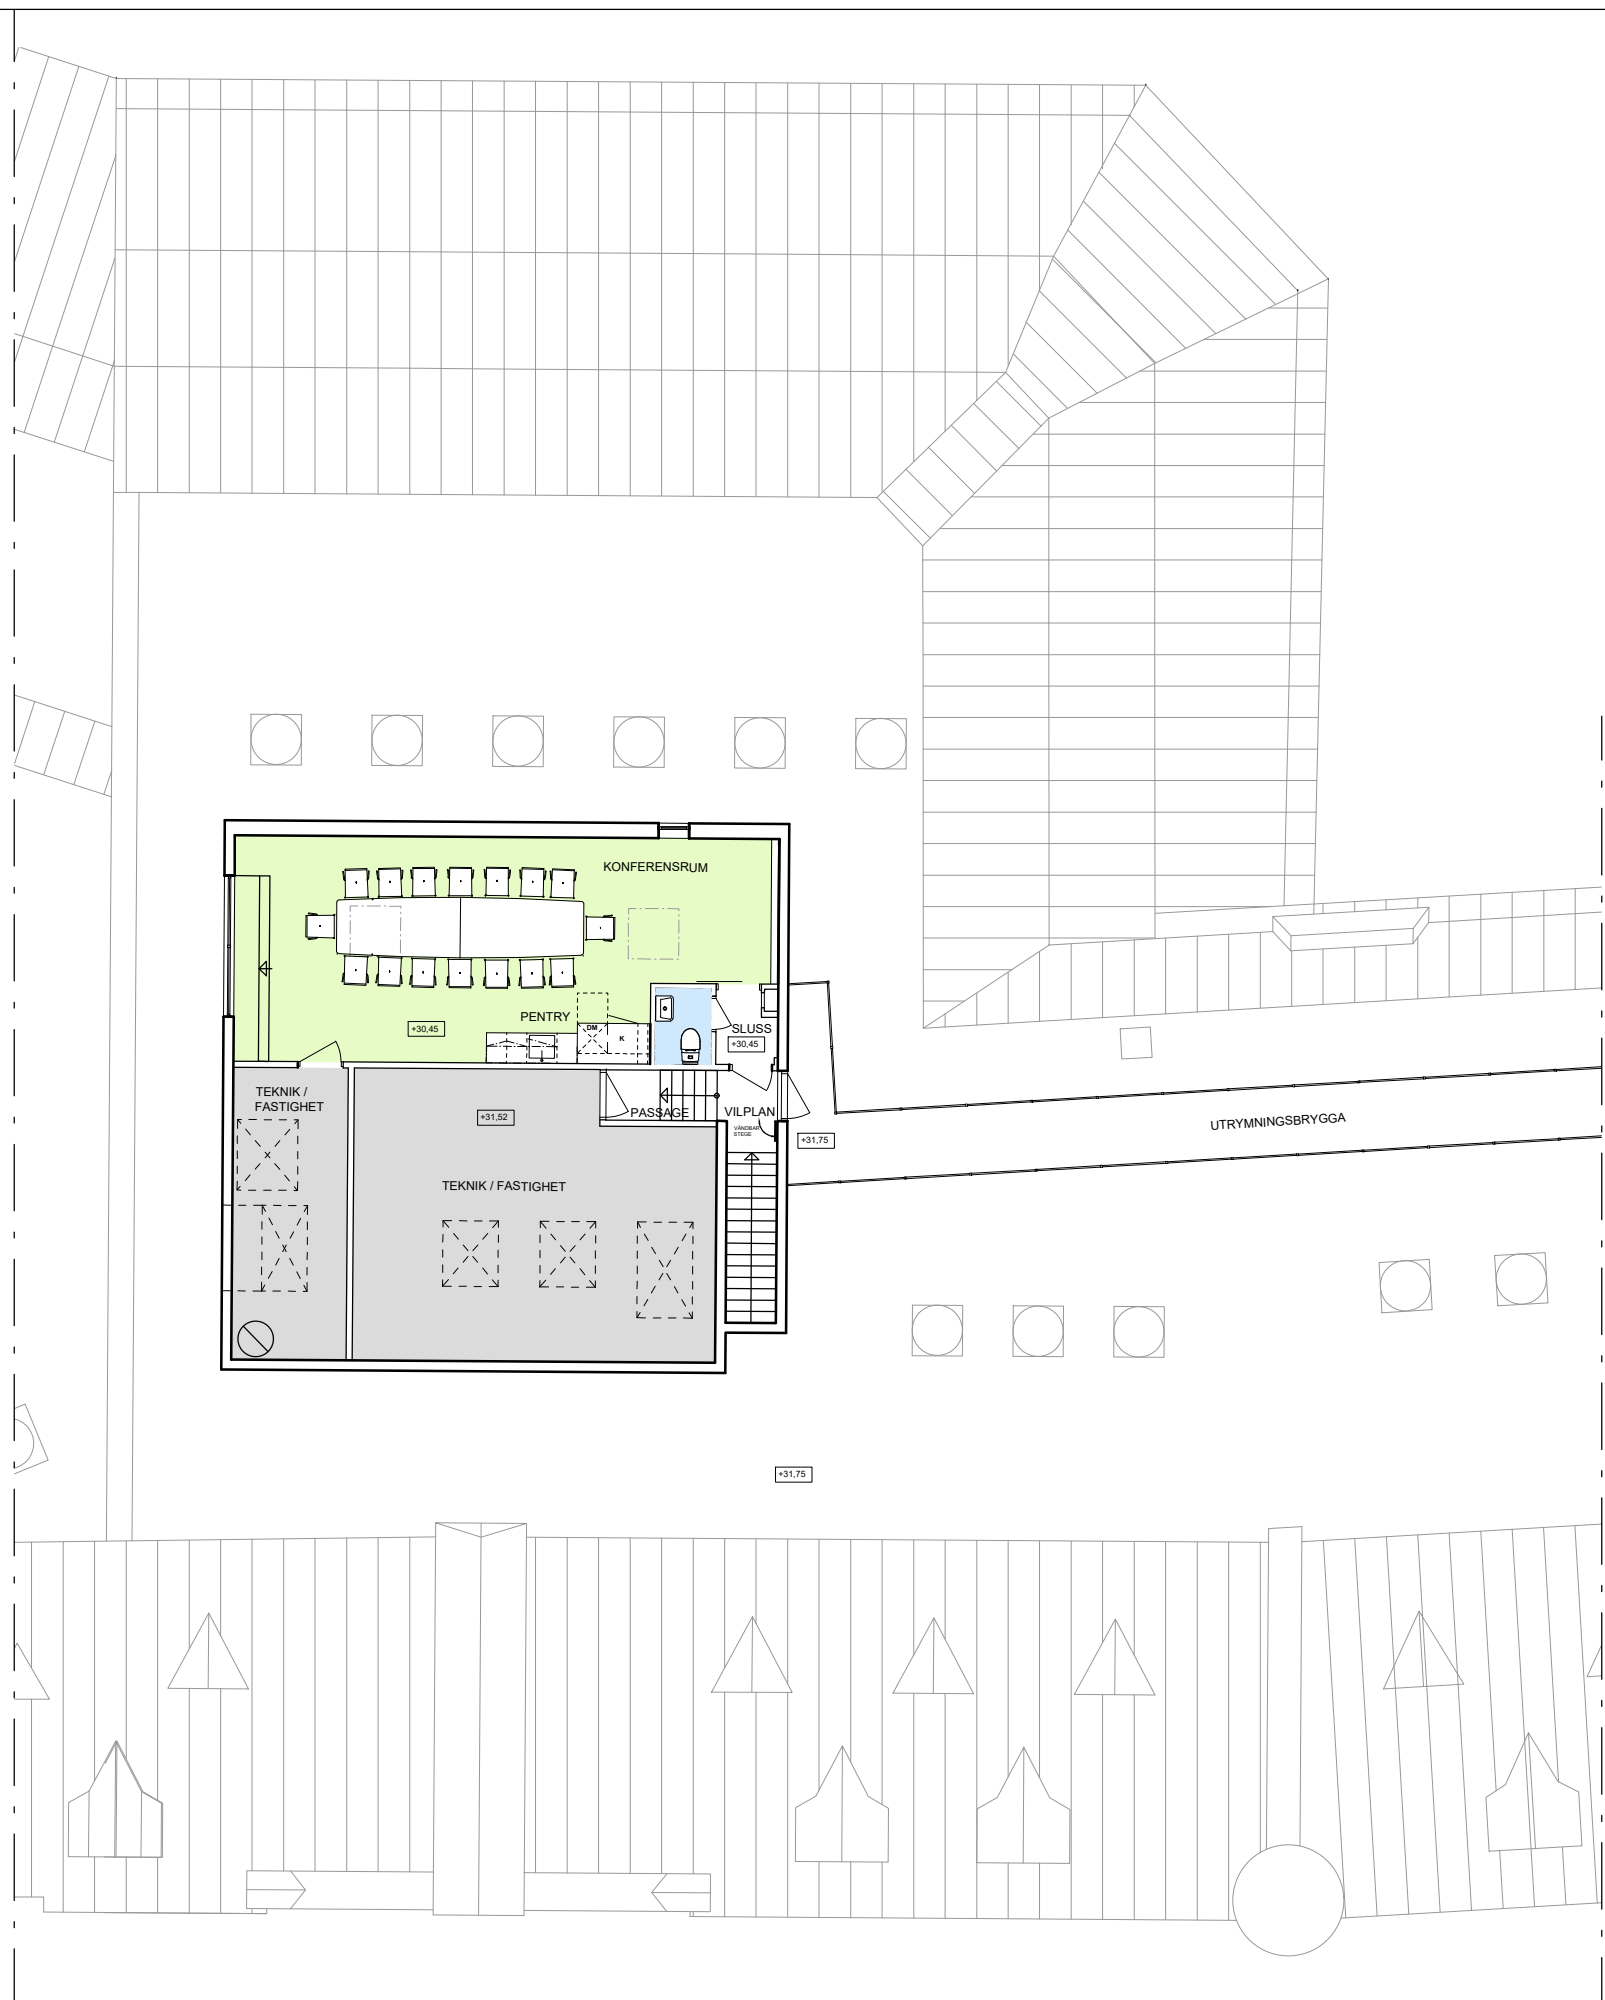 KONFERENSRUM
PENTRY
DM
K
+30,45
SLUSS
+30,45
TEKNIK /
FASTIGHET
+31,52
PASSAGE
VILPLAN
VÄNDBAR
STEGE
+31,75
UTRYMNINGSBRYGGA
TEKNIK / FASTIGHET
+31,75